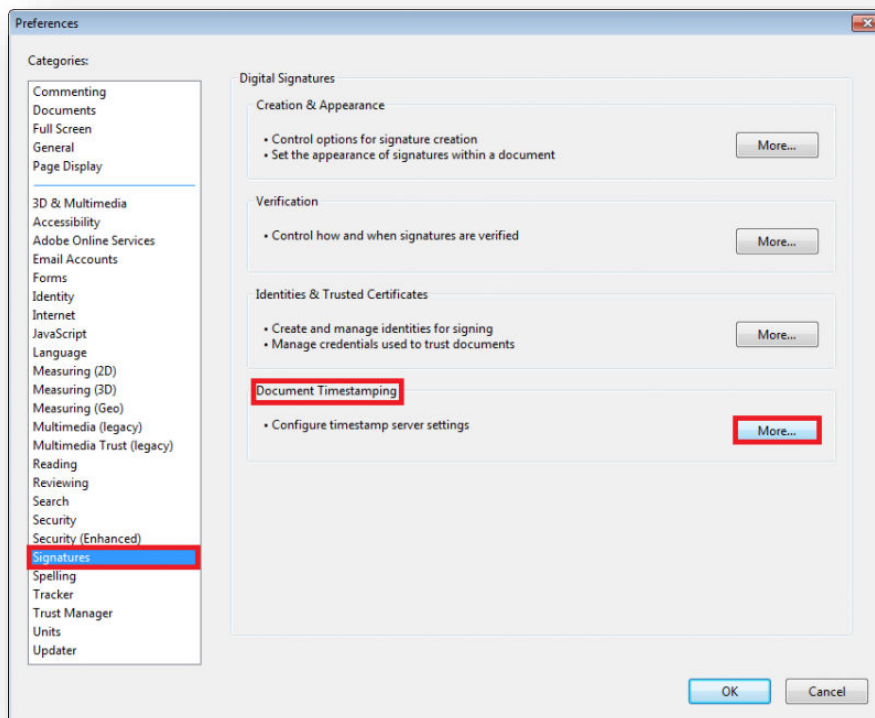 Preferences
Categories:
Commenting
Documents
Full Screen
General
Page Display
3D & Multimedia
Accessibility
Adobe Online Services
Email Accounts
Forms
Identity
Internet
JavaScript
Language
Measuring (2D)
Measuring (3D)
Measuring (Geo)
Multimedia (legacy)
Multimedia Trust (legacy)
Reading
Reviewing
Search
Security
Security (Enhanced)
Signatures
Spelling
Tracker
Trust Manager
Units
Updater
Digital Signatures
Creation & Appearance
• Control options for signature creation
• Set the appearance of signatures within a document
More...
Verification
• Control how and when signatures are verified
More...
Identities & Trusted Certificates
• Create and manage identities for signing
• Manage credentials used to trust documents
More...
Document Timestamping
• Configure timestamp server settings
More...
OK
Cancel